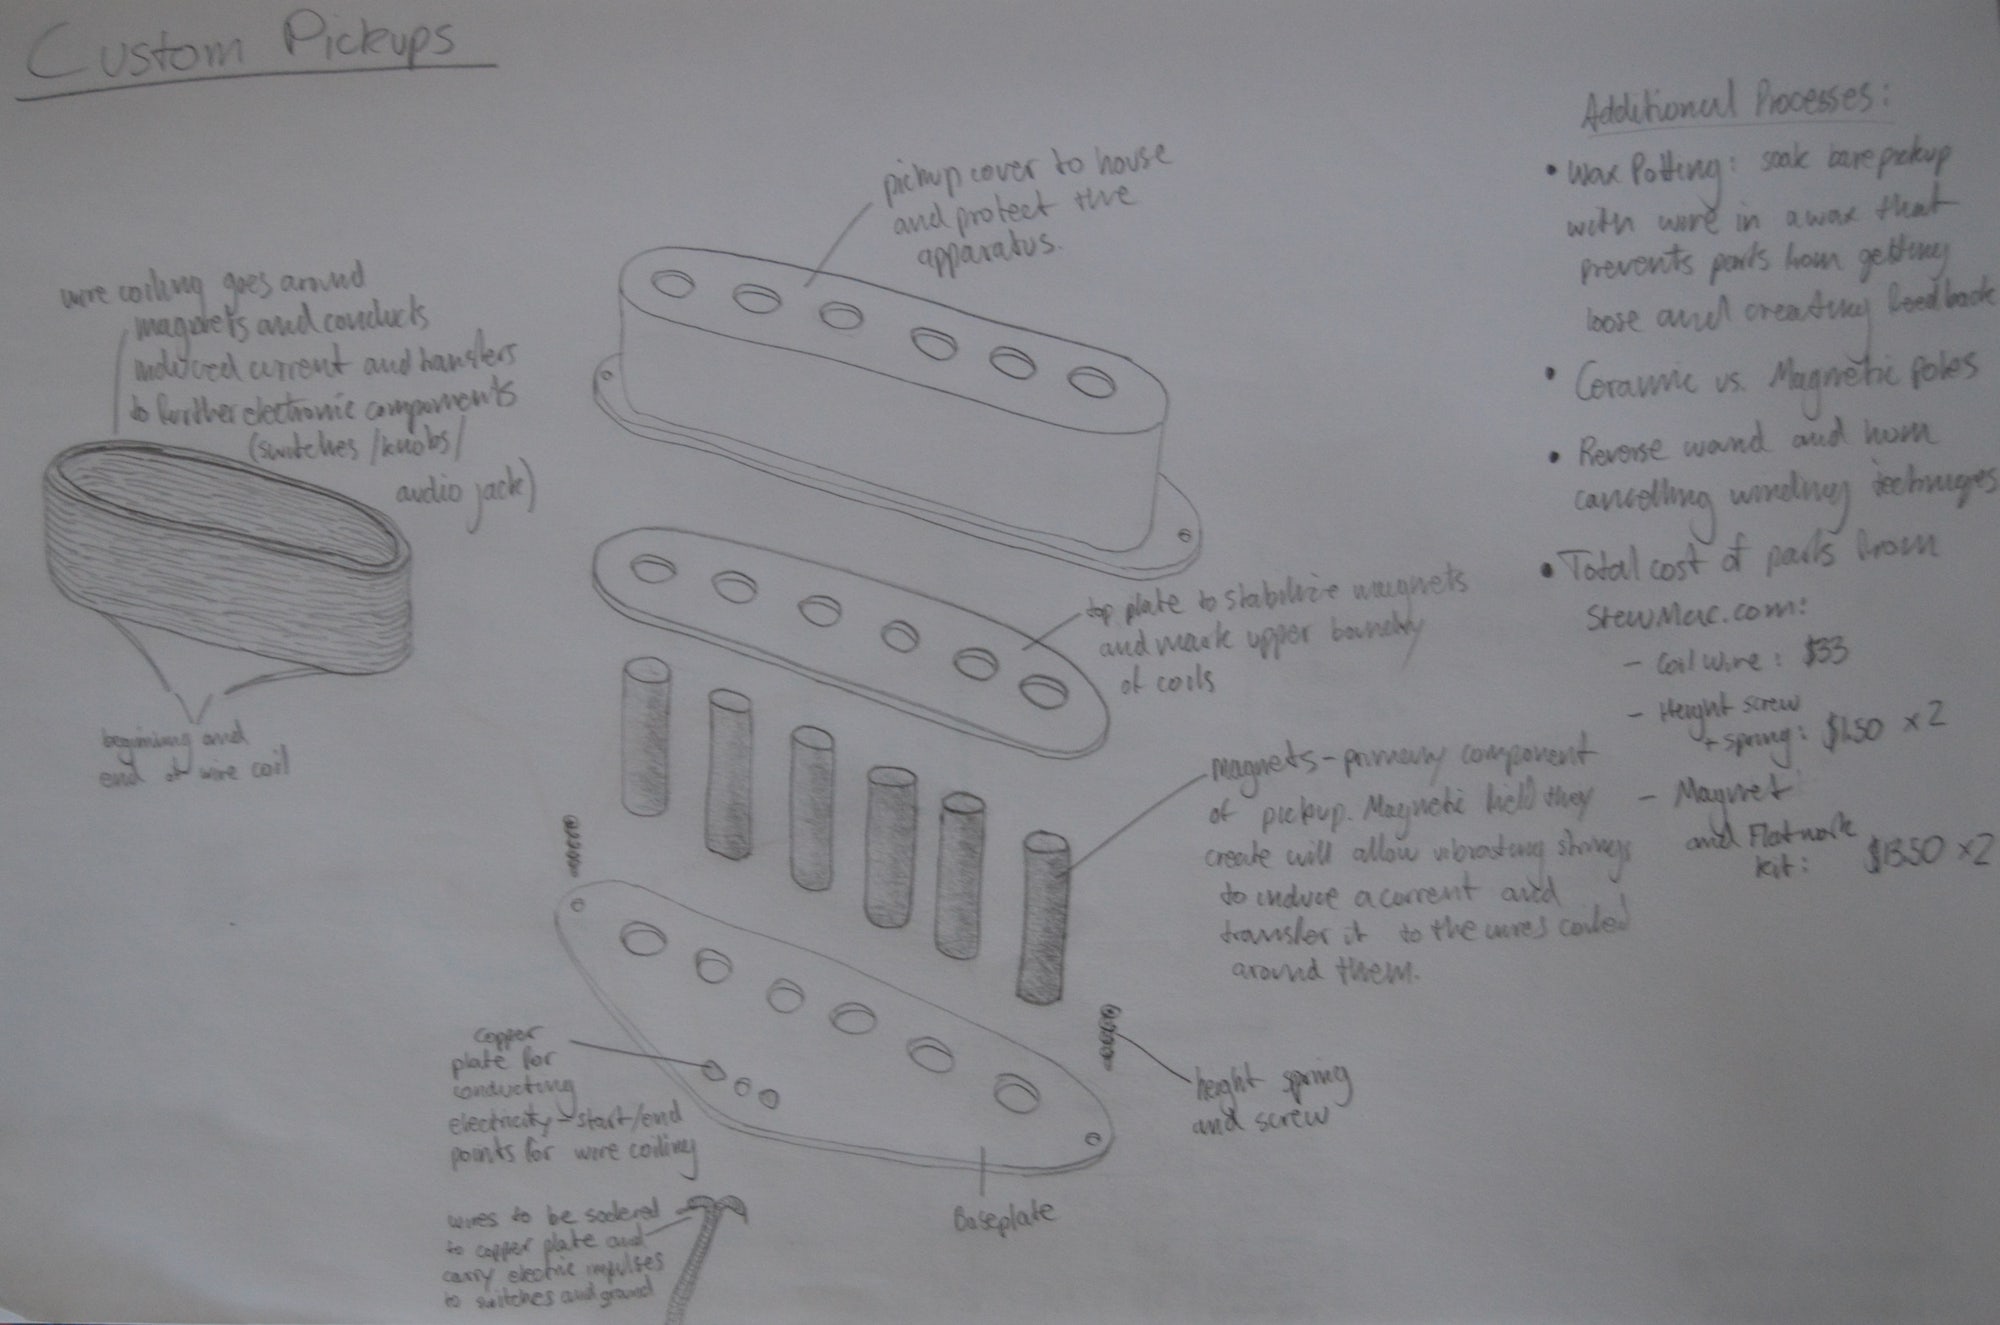 Custom Pickups
pickup cover to house
and protect the
apparatus.
wire coiling goes around
magnets and conducts
induced current and transfers
to further electronic components
(switches/knobs/
audio jack)
beginning and
end of wire coil
top plate to stabilize magnets
and mark upper boundry
of coils
magnets - primary component
of pickup. Magnetic field they
create will allow vibrating strings
to induce a current and
transfer it to the wires coiled
around them.
height spring
and screw
copper
plate for
conducting
electricity - start/end
points for wire coiling
wires to be sodered
to copper plate and
carry electric impulses
to switches and ground
Baseplate
Additional Processes:
• Wax Potting: soak bare pickup
with wire in a wax that
prevents parts from getting
loose and creating feedback
• Ceramic vs. Magnetic Poles
• Reverse wand and hum
cancelling winding techniques
• Total cost of parts from
StewMac.com:
- Coil wire: $33
- Height screw
+ spring: $1.50 x 2
- Magnet
and Flatwork
kit: $13.50 x2